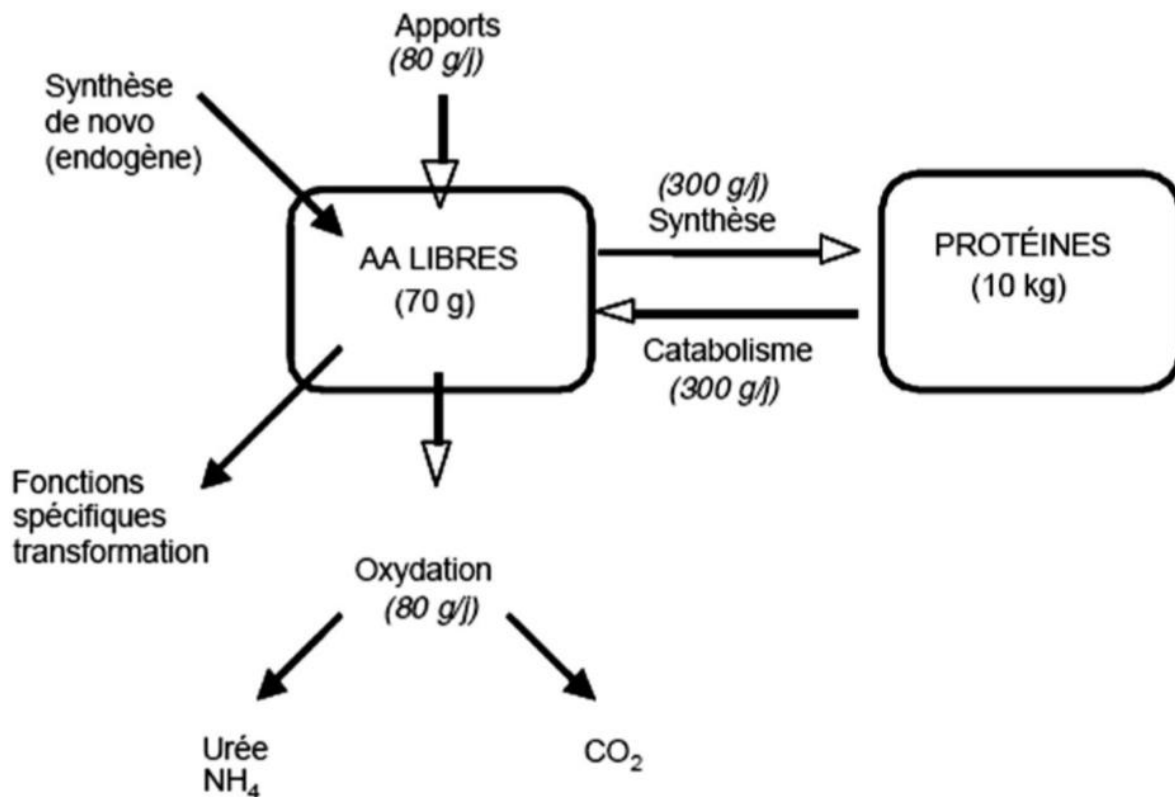 Apports
(80 g/j)
Synthèse
de novo
(endogène)
AA LIBRES
(70 g)
(300 g/j)
Synthèse
Catabolisme
(300 g/j)
PROTÉINES
(10 kg)
Fonctions
spécifiques
transformation
Oxydation
(80 g/j)
Urée
NH₄
CO₂